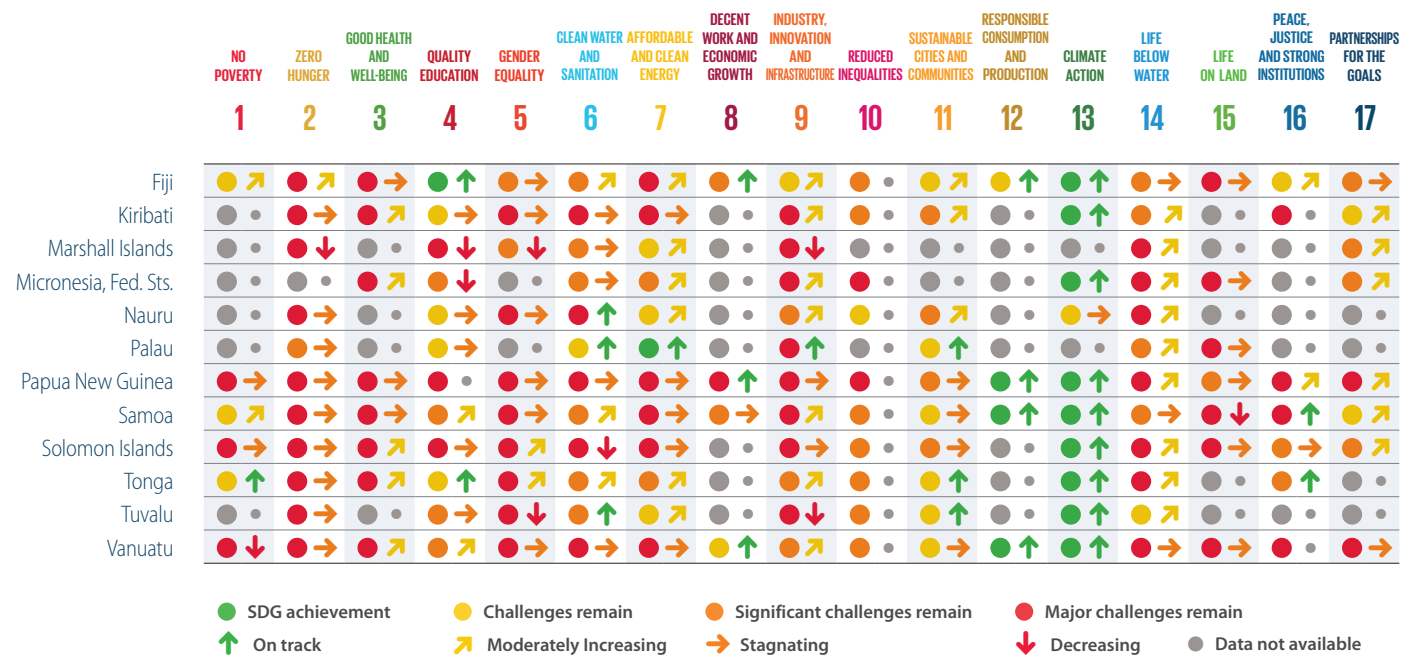 NO
POVERTY
ZERO
HUNGER
GOOD HEALTH
AND
WELL-BEING
QUALITY
EDUCATION
GENDER
EQUALITY
CLEAN WATER
AND
SANITATION
AFFORDABLE
AND CLEAN
ENERGY
DECENT
WORK AND
ECONOMIC
GROWTH
INDUSTRY,
INNOVATION
AND
INFRASTRUCTURE
REDUCED
INEQUALITIES
SUSTAINABLE
CITIES AND
COMMUNITIES
RESPONSIBLE
CONSUMPTION
AND
PRODUCTION
CLIMATE
ACTION
LIFE
BELOW
WATER
LIFE
ON LAND
PEACE,
JUSTICE
AND STRONG
INSTITUTIONS
PARTNERSHIPS
FOR THE
GOALS
1 2 3 4 5 6 7 8 9 10 11 12 13 14 15 16 17
Fiji
Kiribati
Marshall Islands
Micronesia, Fed. Sts.
Nauru
Palau
Papua New Guinea
Samoa
Solomon Islands
Tonga
Tuvalu
Vanuatu
SDG achievement Challenges remain Significant challenges remain Major challenges remain
On track Moderately Increasing Stagnating Decreasing Data not available